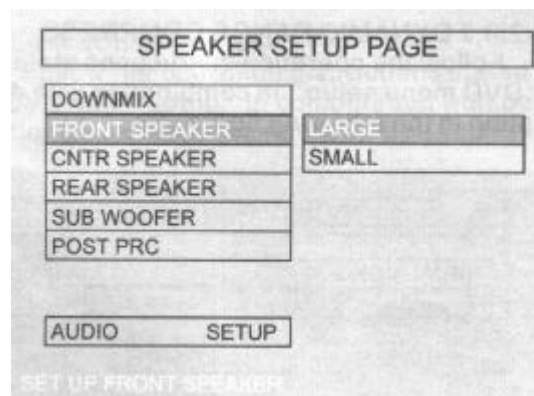 SPEAKER SETUP PAGE
DOWNMIX
FRONT SPEAKER
LARGE
CNTR SPEAKER
SMALL
REAR SPEAKER
SUB WOOFER
POST PRC
AUDIO SETUP
SET UP FRONT SPEAKER